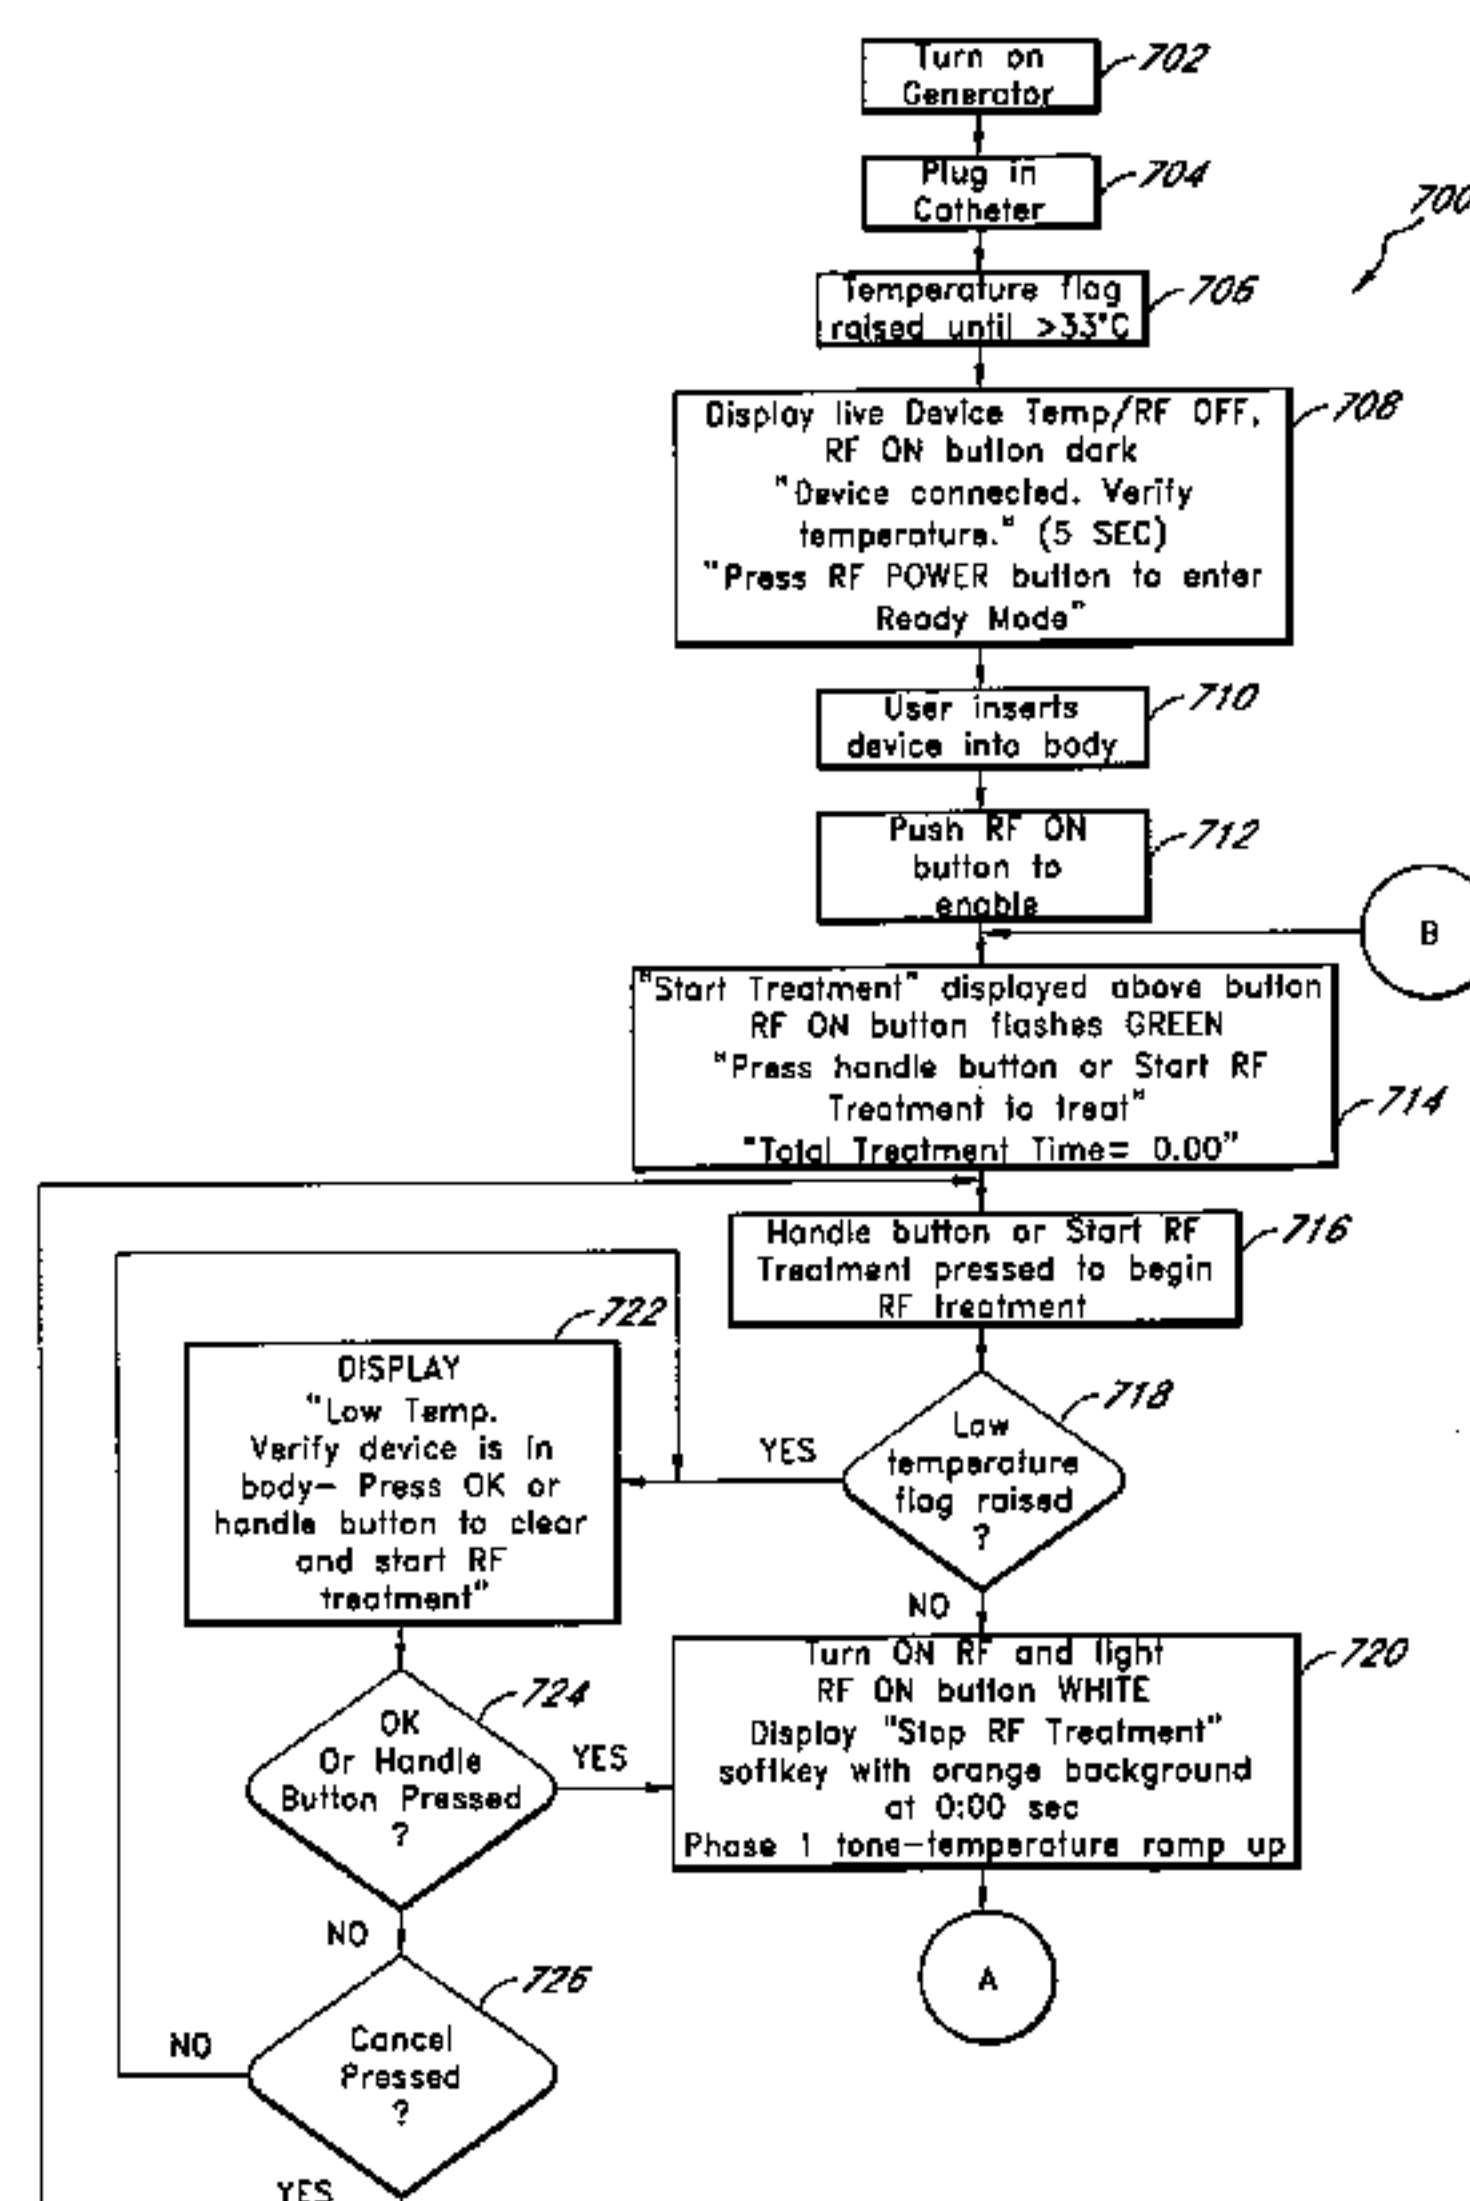 Turn on
Generator
702
Plug in
Catheter
704
700
Temperature flag
raised until >33°C
706
Display live Device Temp/RF OFF,
RF ON button dark
"Device connected. Verify
temperature." (5 SEC)
"Press RF POWER button to enter
Ready Mode"
708
User inserts
device into body
710
Push RF ON
button to
enable
712
B
"Start Treatment" displayed above button
RF ON button flashes GREEN
"Press handle button or Start RF
Treatment to treat"
"Total Treatment Time= 0.00"
714
Handle button or Start RF
Treatment pressed to begin
RF treatment
716
Low
temperature
flag raised
?
718
YES
NO
722
DISPLAY
"Low Temp.
Verify device is in
body- Press OK or
handle button to clear
and start RF
treatment"
Turn ON RF and light
RF ON button WHITE
Display "Stop RF Treatment"
softkey with orange background
at 0:00 sec
Phase 1 tone-temperature ramp up
720
OK
Or Handle
Button Pressed
?
724
YES
NO
A
Cancel
Pressed
?
726
NO
YES